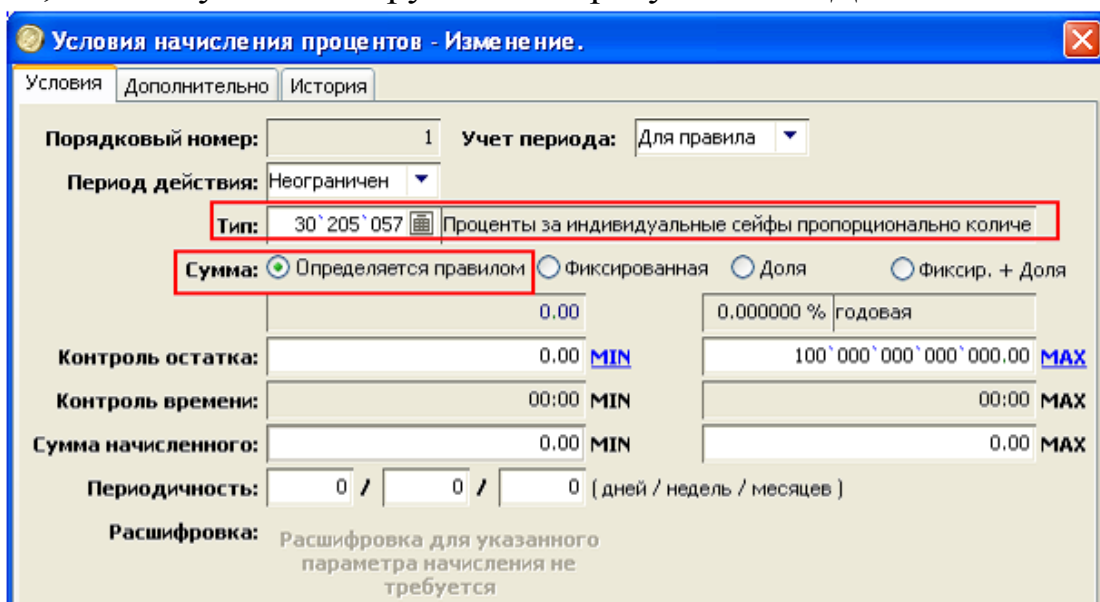 Условия начисления процентов - Изменение.
Условия Дополнительно История
Порядковый номер: 1 Учет периода: Для правила
Период действия: Неограничен
Тип: 30`205`057 Проценты за индивидуальные сейфы пропорционально количе
Сумма: Определяется правилом Фиксированная Доля Фиксир. + Доля
0.00 0.000000 % годовая
Контроль остатка: 0.00 MIN 100`000`000`000`000.00 MAX
Контроль времени: 00:00 MIN 00:00 MAX
Сумма начисленного: 0.00 MIN 0.00 MAX
Периодичность: 0 / 0 / 0 ( дней / недель / месяцев )
Расшифровка: Расшифровка для указанного
параметра начисления не
требуется